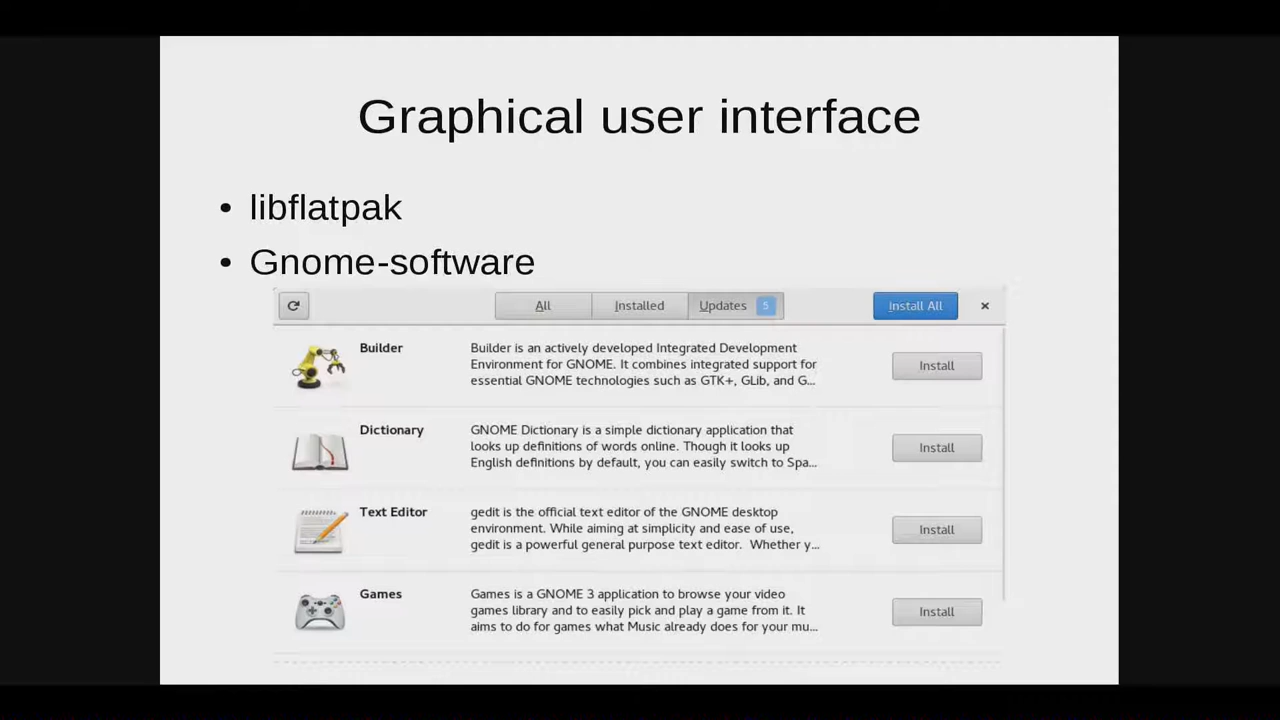 Graphical user interface
• libflatpak
• Gnome-software
All Installed Updates 5 Install All ×
Builder
Builder is an actively developed Integrated Development
Environment for GNOME. It combines integrated support for
essential GNOME technologies such as GTK+, GLib, and G...
Install
Dictionary
GNOME Dictionary is a simple dictionary application that
looks up definitions of words online. Though it looks up
English definitions by default, you can easily switch to Spa...
Install
Text Editor
gedit is the official text editor of the GNOME desktop
environment. While aiming at simplicity and ease of use,
gedit is a powerful general purpose text editor. Whether y...
Install
Games
Games is a GNOME 3 application to browse your video
games library and to easily pick and play a game from it. It
aims to do for games what Music already does for your mu...
Install